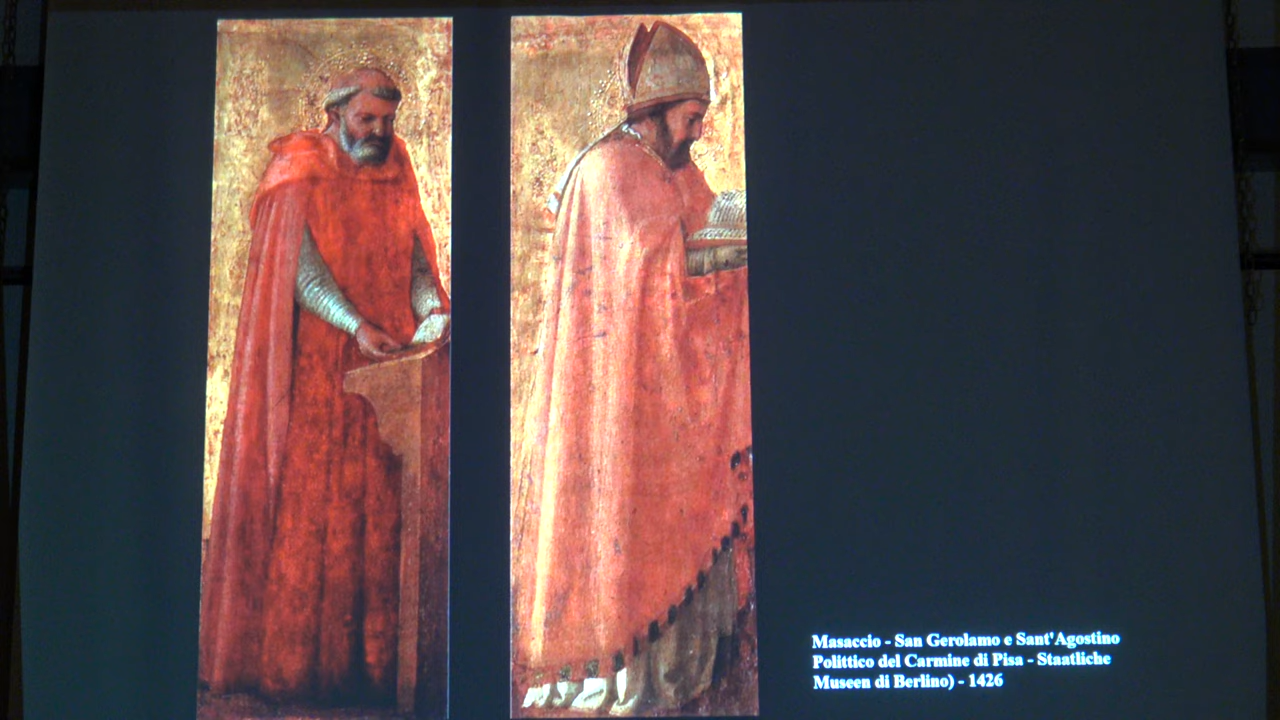 Masaccio - San Gerolamo e Sant'Agostino
Polittico del Carmine di Pisa - Staatliche
Museen di Berlino) - 1426